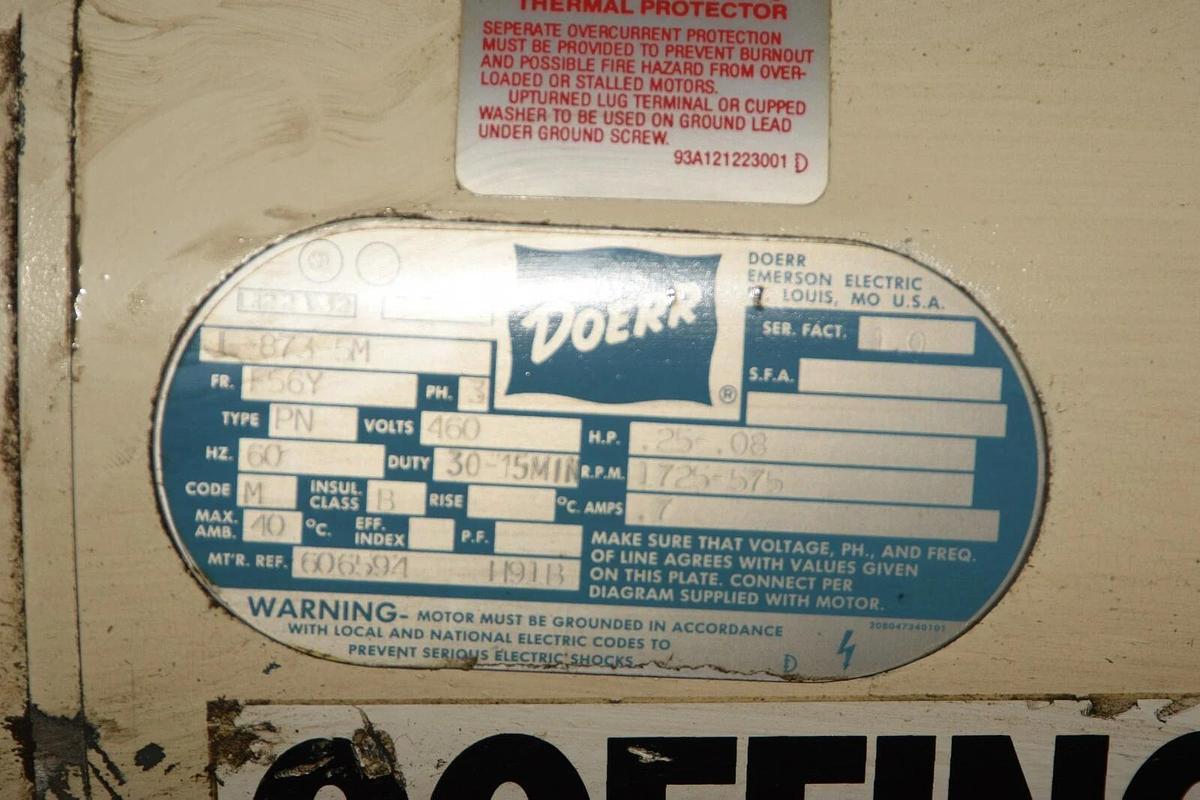 THERMAL PROTECTOR
SEPERATE OVERCURRENT PROTECTION
MUST BE PROVIDED TO PREVENT BURNOUT
AND POSSIBLE FIRE HAZARD FROM OVER-
LOADED OR STALLED MOTORS.
UPTURNED LUG TERMINAL OR CUPPED
WASHER TO BE USED ON GROUND LEAD
UNDER GROUND SCREW.
93A121223001 D
DOERR
EMERSON ELECTRIC
LOUIS, MO U.S.A.
DOERR ®
SER. FACT. 1.0
S.F.A.
FR. F56Y PH. 3
TYPE PN VOLTS 460 H.P. .25-.08
HZ. 60 DUTY 30-15MIN R.P.M. 1725-575
CODE M INSUL. CLASS B RISE °C. AMPS .7
MAX. AMB. 40 °C. EFF. INDEX P.F.
MT'R. REF. 606594 H91B
MAKE SURE THAT VOLTAGE, PH., AND FREQ.
OF LINE AGREES WITH VALUES GIVEN
ON THIS PLATE. CONNECT PER
DIAGRAM SUPPLIED WITH MOTOR.
208047340101
WARNING- MOTOR MUST BE GROUNDED IN ACCORDANCE
WITH LOCAL AND NATIONAL ELECTRIC CODES TO
PREVENT SERIOUS ELECTRIC SHOCKS
D